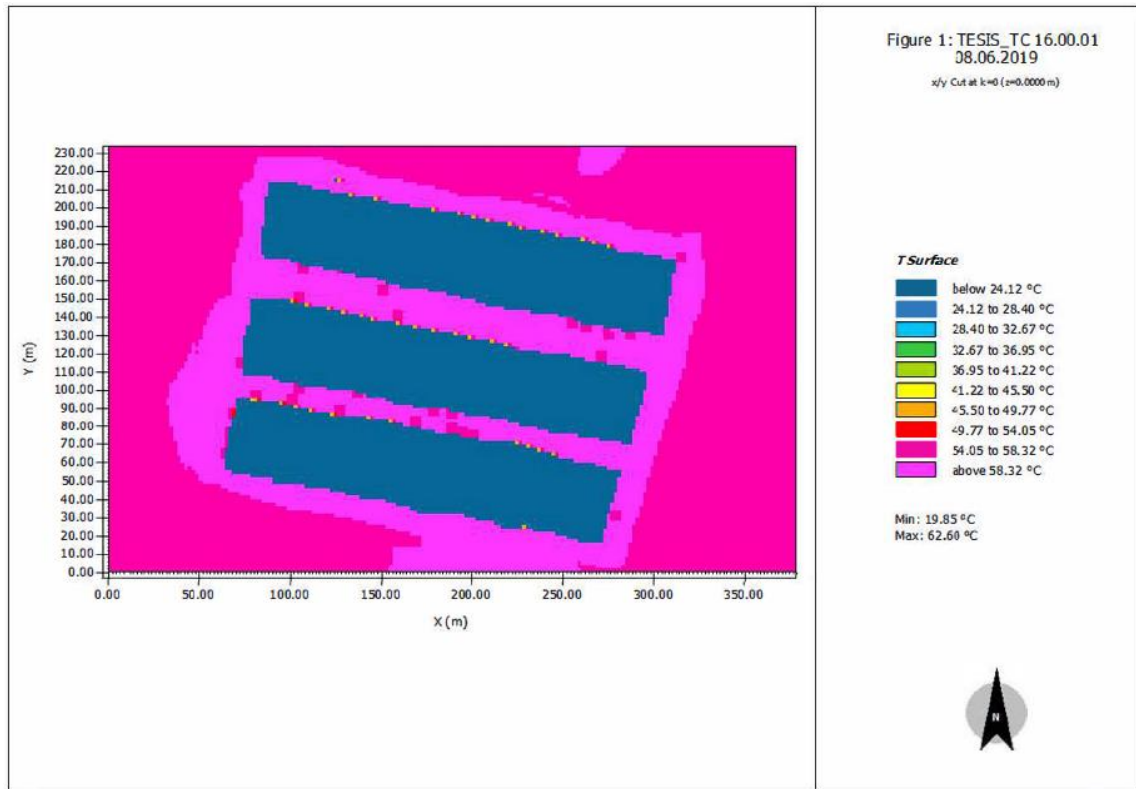 Figure 1: TESIS_TC 16.00.01
08.06.2019
x/y Cut at k=0 (z=0.0000 m)
230.00
220.00
210.00
200.00
190.00
180.00
170.00
160.00
150.00
140.00
130.00
120.00
110.00
100.00
90.00
80.00
70.00
60.00
50.00
40.00
30.00
20.00
10.00
0.00
Y (m)
0.00 50.00 100.00 150.00 200.00 250.00 300.00 350.00
X (m)
T Surface
below 24.12 °C
24.12 to 28.40 °C
28.40 to 32.67 °C
32.67 to 36.95 °C
36.95 to 41.22 °C
41.22 to 45.50 °C
45.50 to 49.77 °C
49.77 to 54.05 °C
54.05 to 58.32 °C
above 58.32 °C
Min: 19.85 °C
Max: 62.60 °C
N